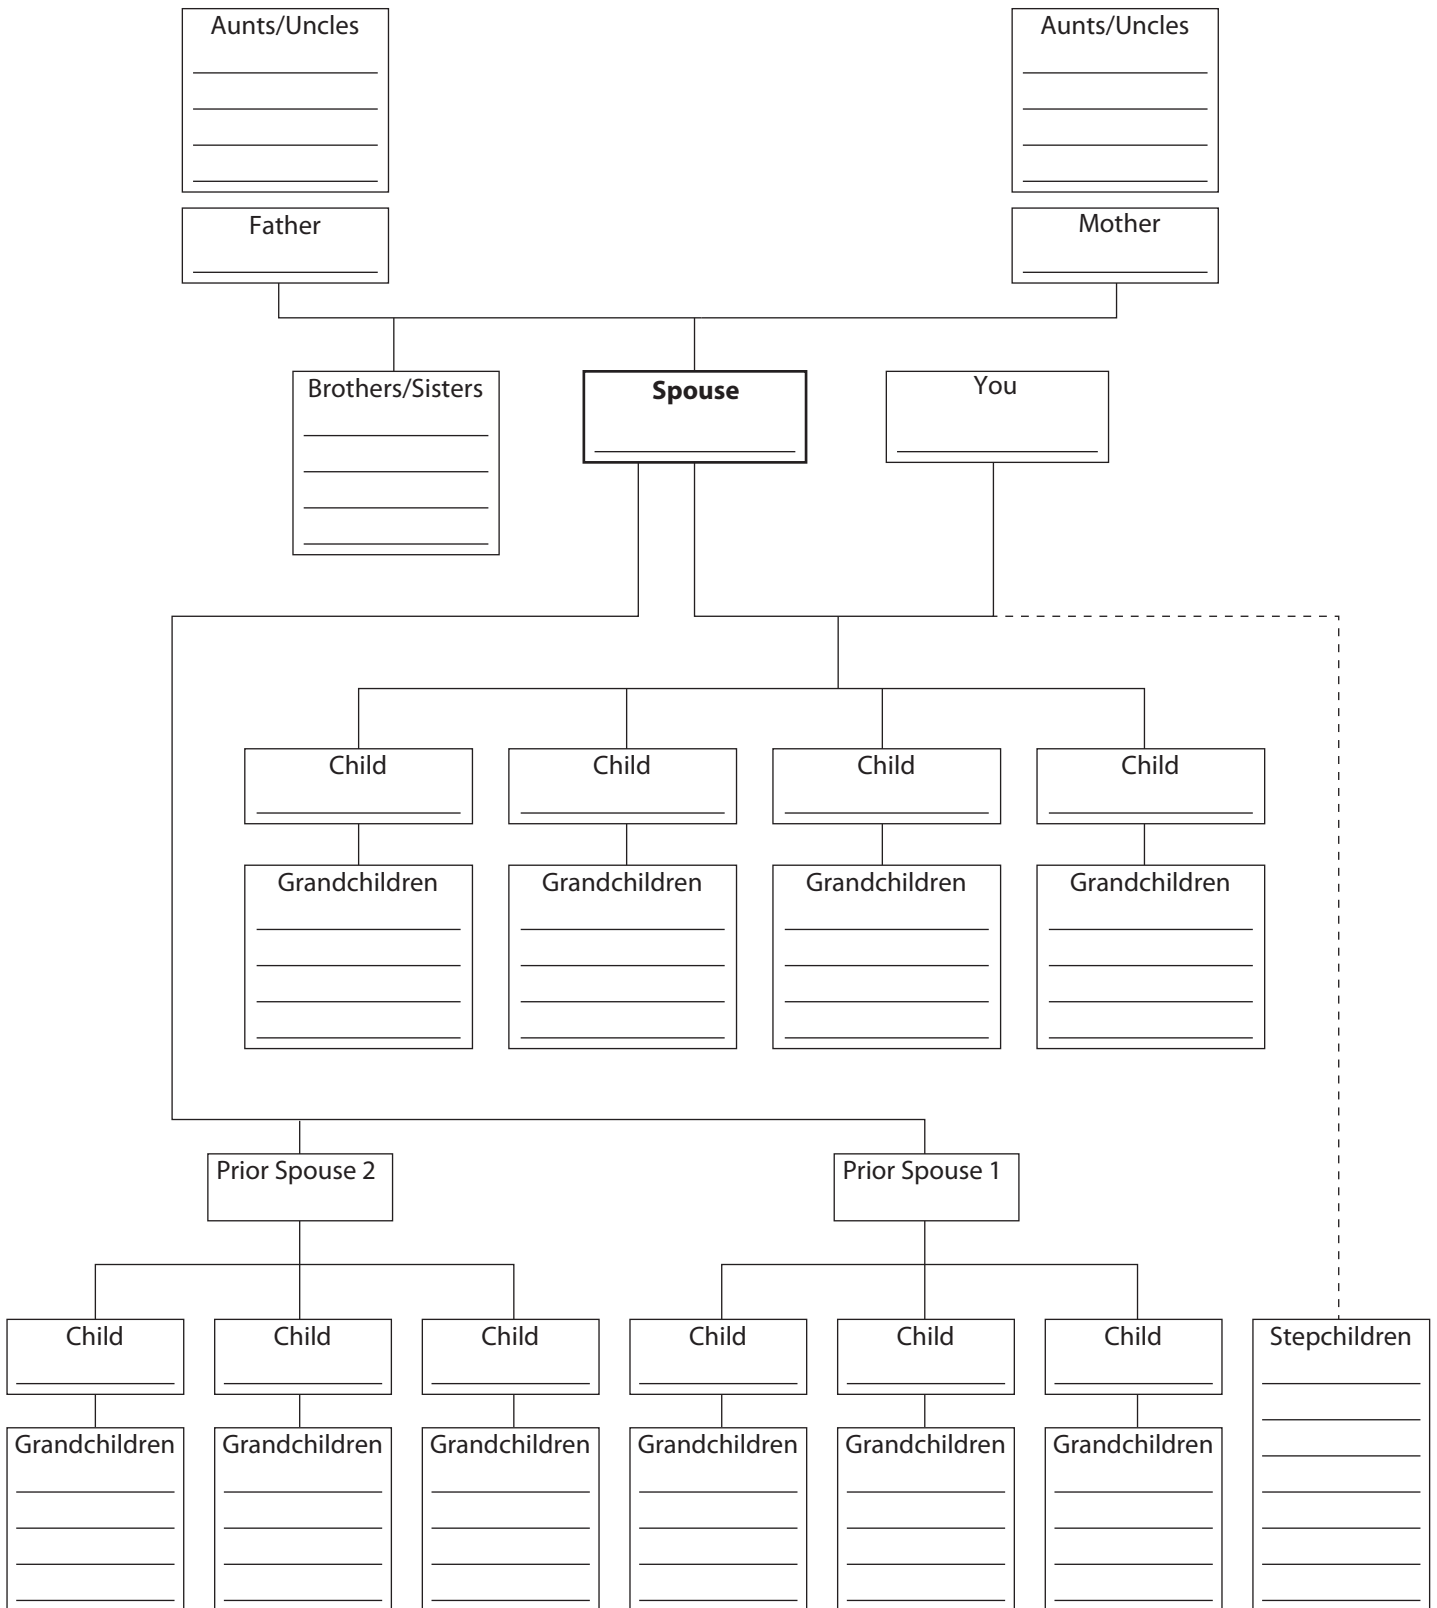 Aunts/Uncles
Aunts/Uncles
Father
Mother
Brothers/Sisters
Spouse
You
Child
Child
Child
Child
Grandchildren
Grandchildren
Grandchildren
Grandchildren
Prior Spouse 2
Prior Spouse 1
Child
Child
Child
Child
Child
Child
Stepchildren
Grandchildren
Grandchildren
Grandchildren
Grandchildren
Grandchildren
Grandchildren